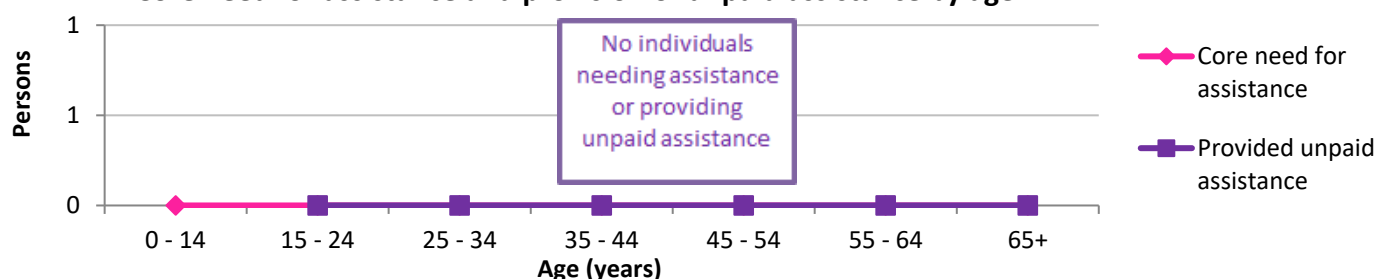 1
No individuals
needing assistance
or providing
unpaid assistance
Core need for
assistance
Persons
1
Provided unpaid
assistance
0
0 - 14 15 - 24 25 - 34 35 - 44 45 - 54 55 - 64 65+
Age (years)